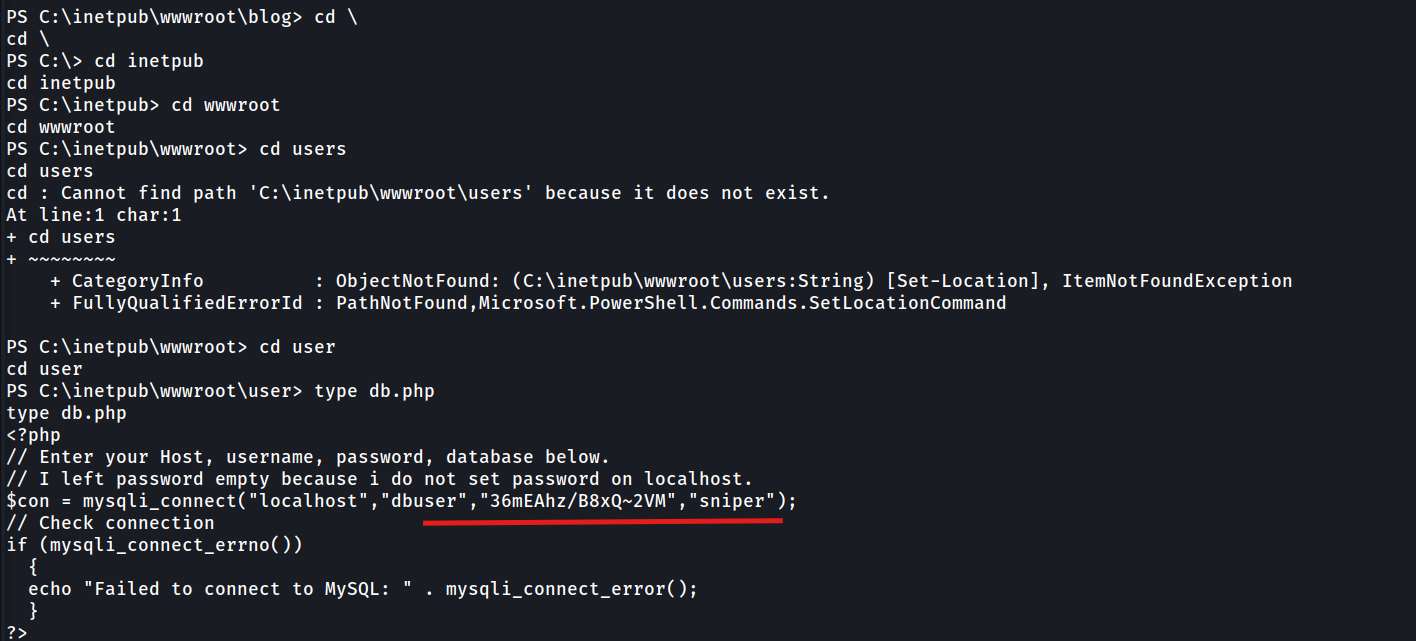 PS C:\inetpub\wwwroot\blog> cd \
cd \
PS C:\> cd inetpub
cd inetpub
PS C:\inetpub> cd wwwroot
cd wwwroot
PS C:\inetpub\wwwroot> cd users
cd users
cd : Cannot find path 'C:\inetpub\wwwroot\users' because it does not exist.
At line:1 char:1
+ cd users
+ ~~~~~~~~
    + CategoryInfo          : ObjectNotFound: (C:\inetpub\wwwroot\users:String) [Set-Location], ItemNotFoundException
    + FullyQualifiedErrorId : PathNotFound,Microsoft.PowerShell.Commands.SetLocationCommand

PS C:\inetpub\wwwroot> cd user
cd user
PS C:\inetpub\wwwroot\user> type db.php
type db.php
<?php
// Enter your Host, username, password, database below.
// I left password empty because i do not set password on localhost.
$con = mysqli_connect("localhost","dbuser","36mEAhz/B8xQ~2VM","sniper");
// Check connection
if (mysqli_connect_errno())
  {
  echo "Failed to connect to MySQL: " . mysqli_connect_error();
  }
?>